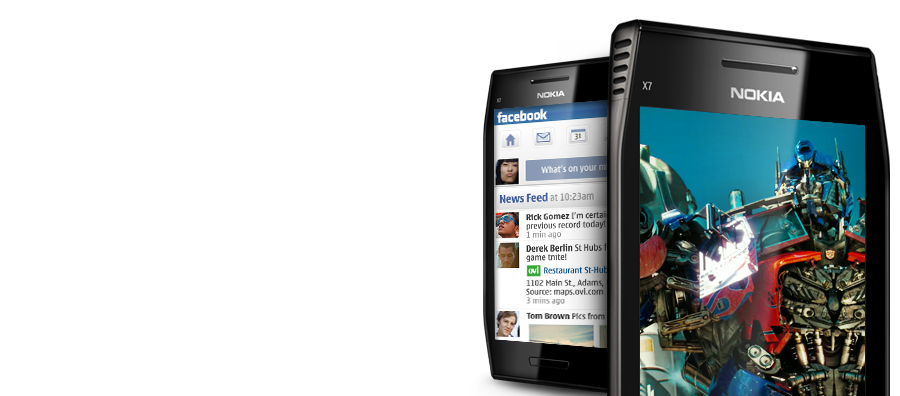 X7
NOKIA
facebook
31
What's on your m
News Feed at 10:23am
Rick Gomez I'm certai
previous record today!
1 min ago
Derek Berlin St Hubs f
game tnite!
ovi Restaurant St-Hub
1102 Main St., Adams,
Source: maps.ovi.com
3 mins ago
Tom Brown Pics from
X7
NOKIA